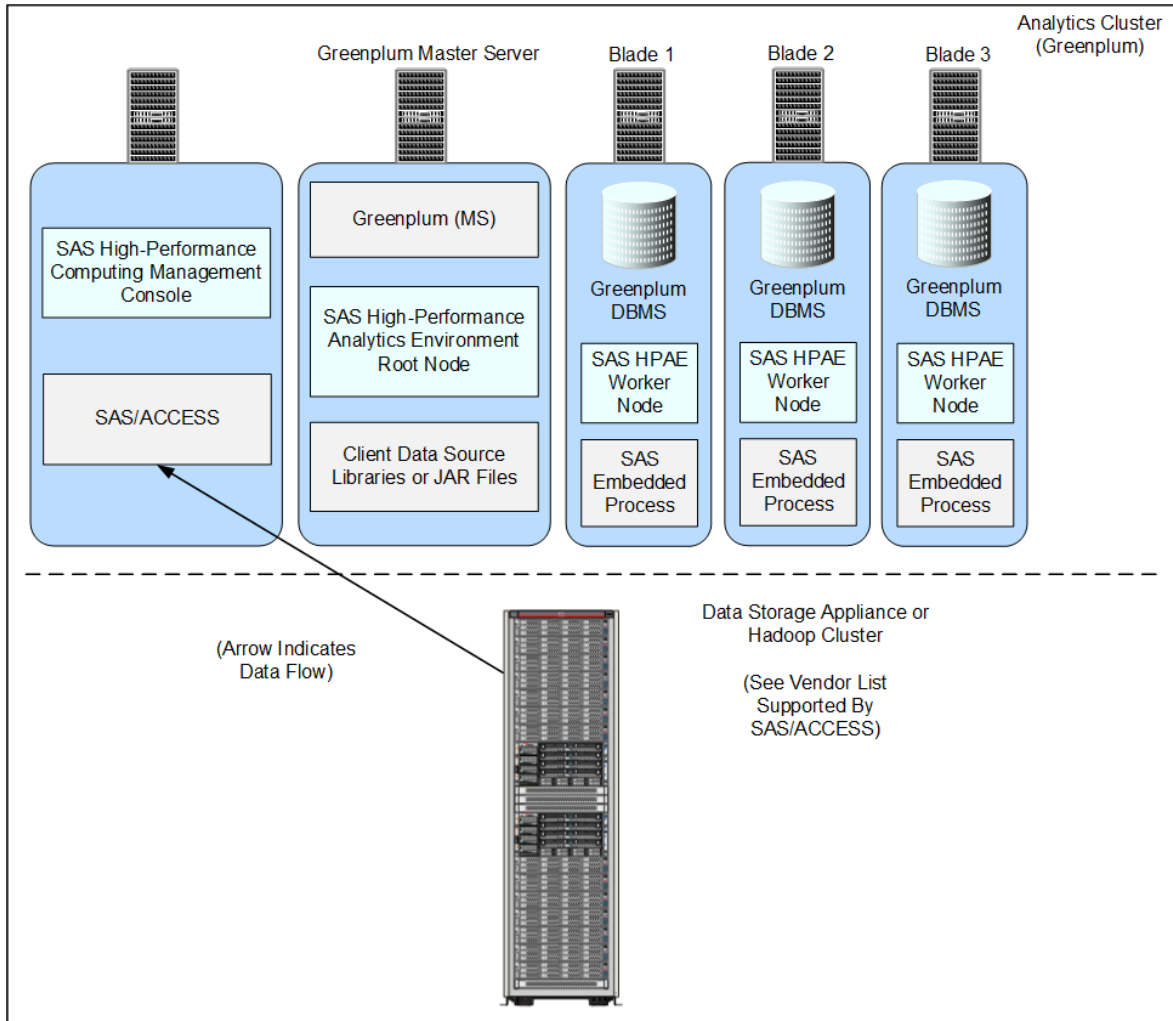 Analytics Cluster
(Greenplum)
Greenplum Master Server
Blade 1
Blade 2
Blade 3
SAS High-Performance
Computing Management
Console
SAS/ACCESS
Greenplum (MS)
SAS High-Performance
Analytics Environment
Root Node
Client Data Source
Libraries or JAR Files
Greenplum
DBMS
SAS HPAE
Worker
Node
SAS
Embedded
Process
Greenplum
DBMS
SAS HPAE
Worker
Node
SAS
Embedded
Process
Greenplum
DBMS
SAS HPAE
Worker
Node
SAS
Embedded
Process
(Arrow Indicates
Data Flow)
Data Storage Appliance or
Hadoop Cluster
(See Vendor List
Supported By
SAS/ACCESS)